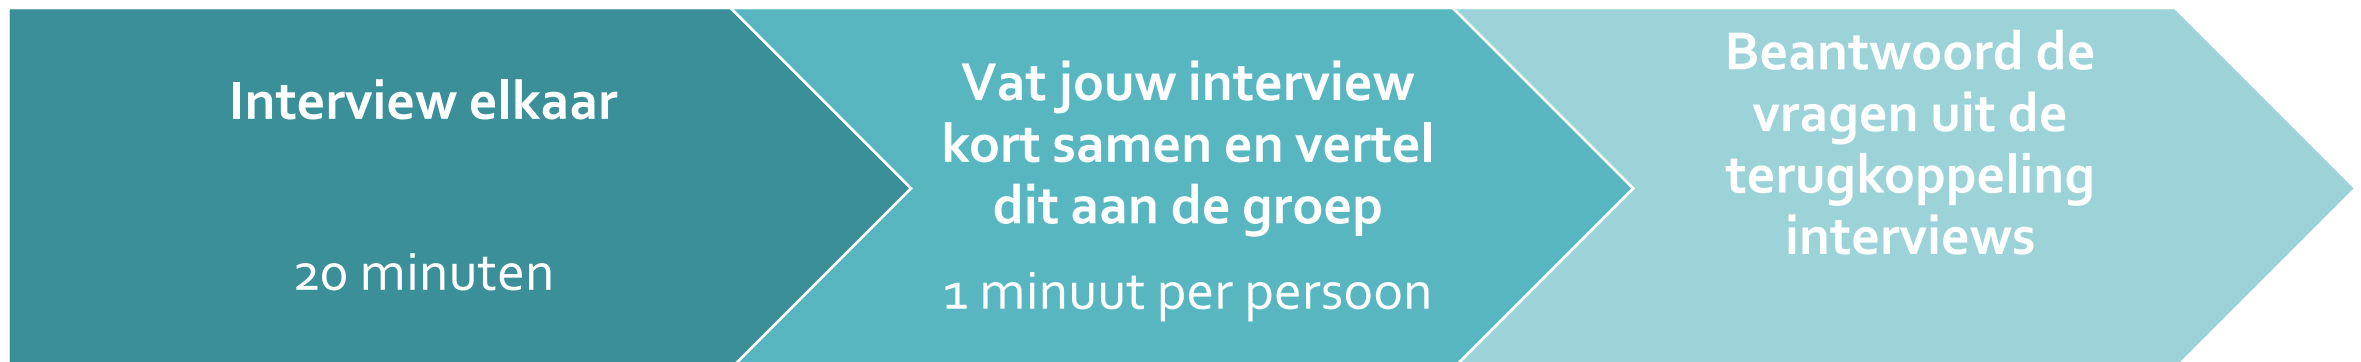 Interview elkaar
20 minuten
Vat jouw interview
kort samen en vertel
dit aan de groep
1 minuut per persoon
Beantwoord de
vragen uit de
terugkoppeling
interviews